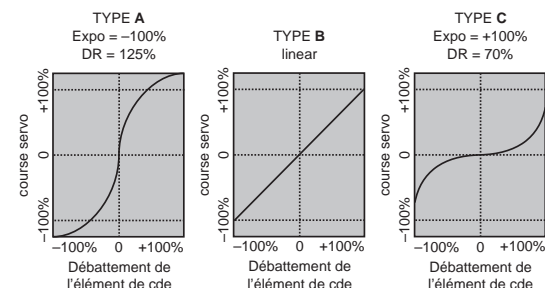 TYPE A
Expo = –100%
DR = 125%
+100%
0
–100%
course servo
–100% 0 +100%
Débattement de
l'élément de cde
TYPE B
linear
+100%
0
–100%
course servo
–100% 0 +100%
Débattement de
l'élément de cde
TYPE C
Expo = +100%
DR = 70%
+100%
0
–100%
course servo
–100% 0 +100%
Débattement de
l'élément de cde